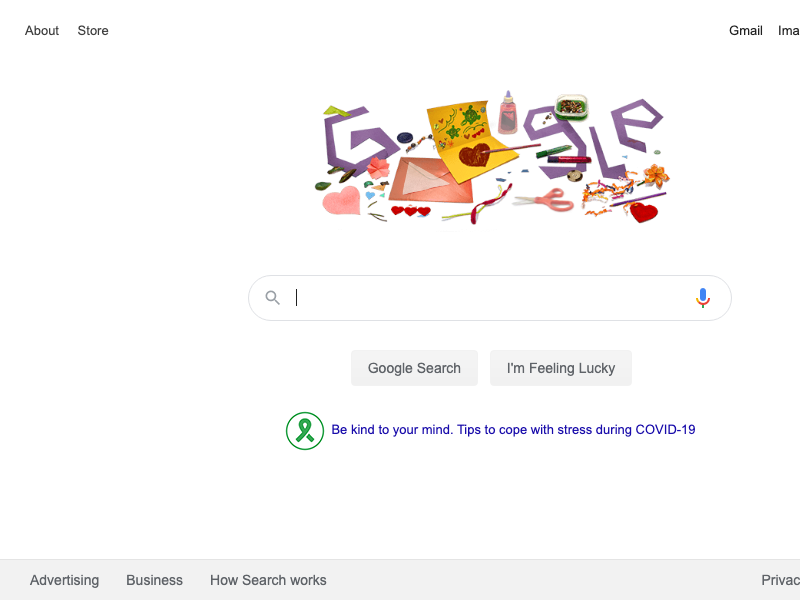 About Store Gmail Ima
Google
Google Search I'm Feeling Lucky
Be kind to your mind. Tips to cope with stress during COVID-19
Advertising Business How Search works Privac